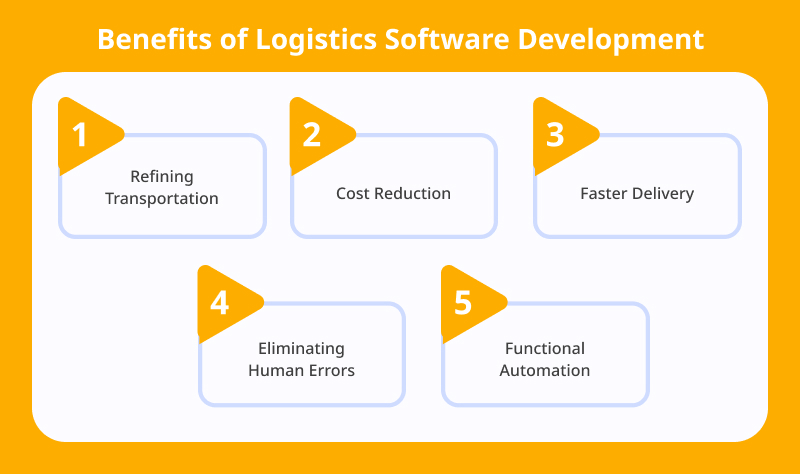 Benefits of Logistics Software Development
1
Refining
Transportation
2
Cost Reduction
3
Faster Delivery
4
Eliminating
Human Errors
5
Functional
Automation